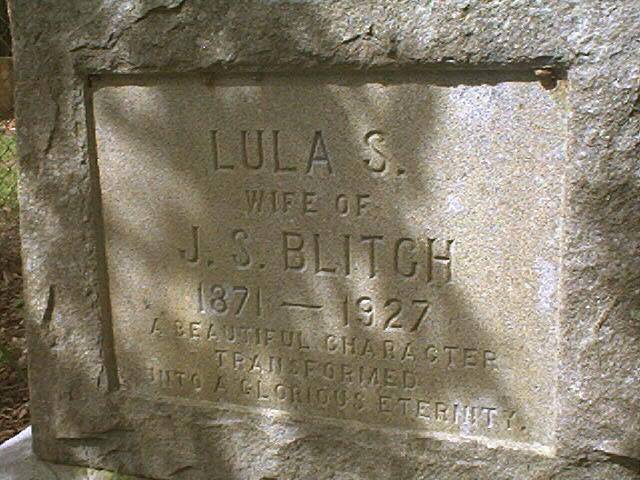 LULA S.
WIFE OF
J. S. BLITCH
1871 — 1927
A BEAUTIFUL CHARACTER
TRANSFORMED
INTO A GLORIOUS ETERNITY.